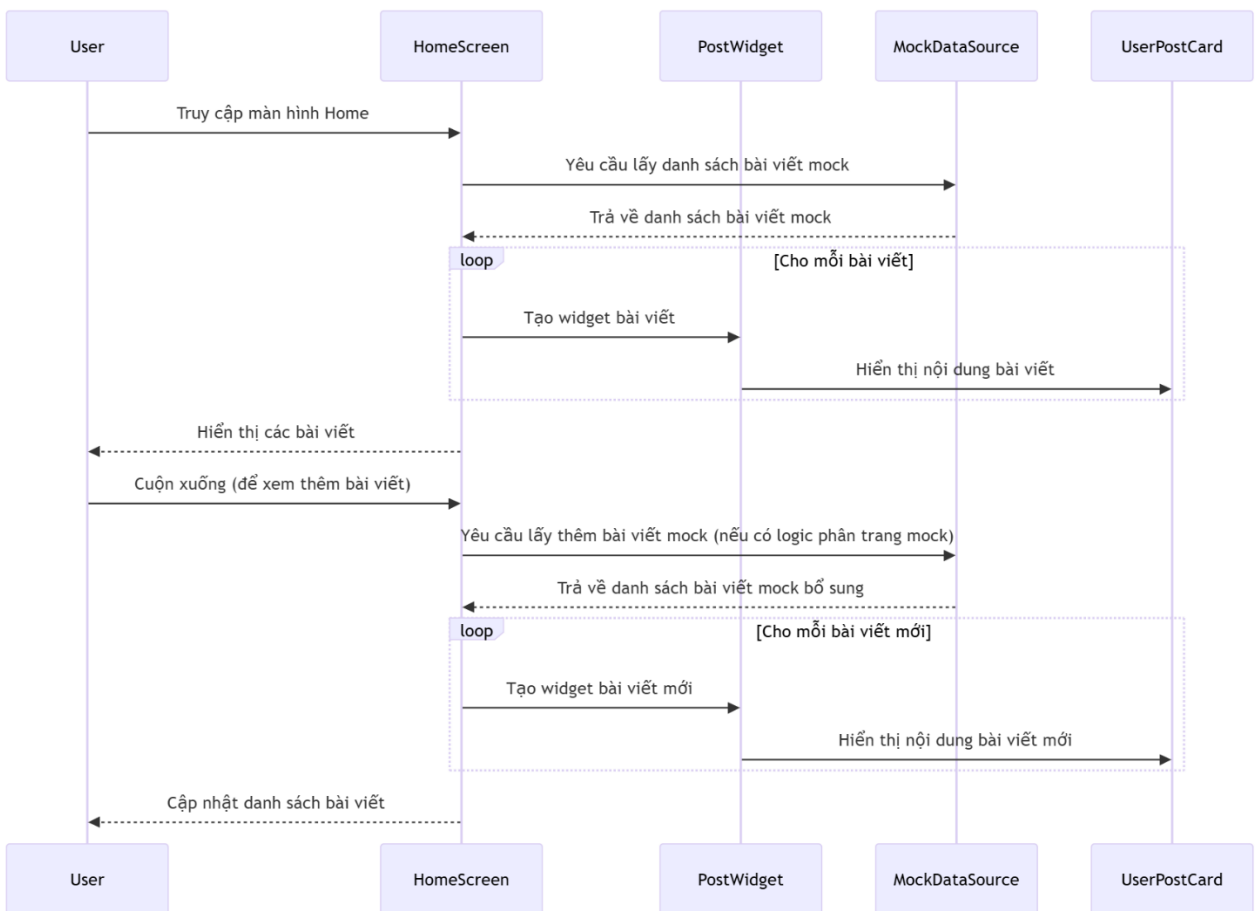 User HomeScreen PostWidget MockDataSource UserPostCard
Truy cập màn hình Home
Yêu cầu lấy danh sách bài viết mock
Trả về danh sách bài viết mock
loop [Cho mỗi bài viết]
Tạo widget bài viết
Hiển thị nội dung bài viết
Hiển thị các bài viết
Cuộn xuống (để xem thêm bài viết)
Yêu cầu lấy thêm bài viết mock (nếu có logic phân trang mock)
Trả về danh sách bài viết mock bổ sung
loop [Cho mỗi bài viết mới]
Tạo widget bài viết mới
Hiển thị nội dung bài viết mới
Cập nhật danh sách bài viết
User HomeScreen PostWidget MockDataSource UserPostCard